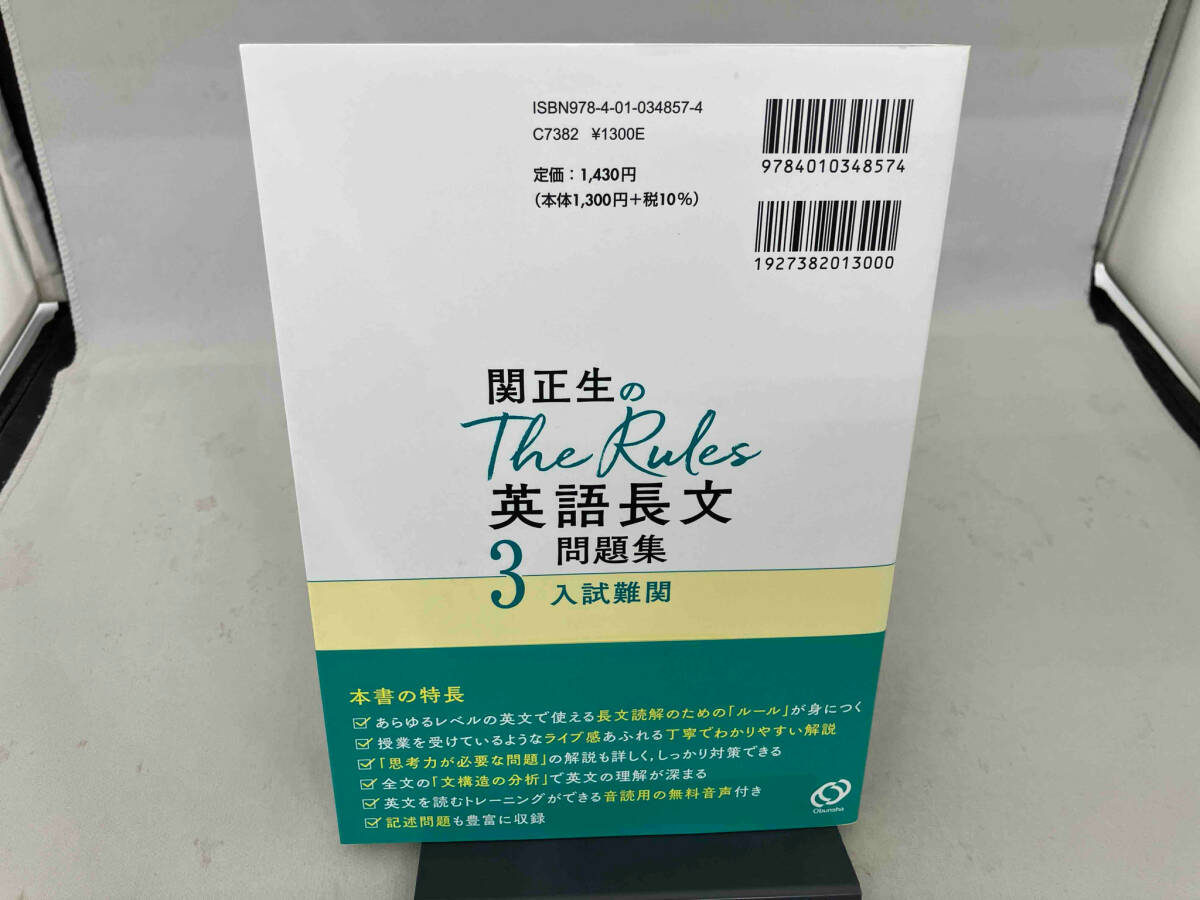 ISBN978-4-01-034857-4
C7382 ¥1300E
定価：1,430円
（本体1,300円＋税10％）
9784010348574
1927382013000
関正生の
The Rules
英語長文
問題集
3
入試難関
本書の特長
あらゆるレベルの英文で使える長文読解のための「ルール」が身につく
授業を受けているようなライブ感あふれる丁寧でわかりやすい解説
「思考力が必要な問題」の解説も詳しく，しっかり対策できる
全文の「文構造の分析」で英文の理解が深まる
英文を読むトレーニングができる音読用の無料音声付き
記述問題も豊富に収録
Obunsha